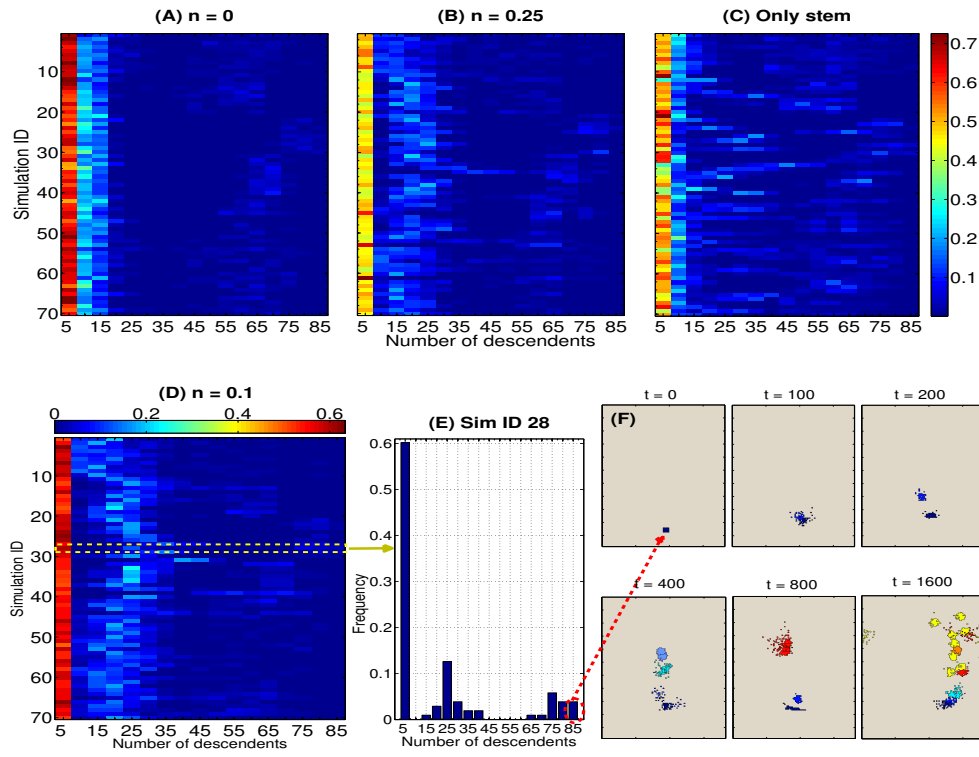 (A) n = 0
(B) n = 0.25
(C) Only stem
Simulation ID
10
20
30
40
50
60
70
5 15 25 35 45 55 65 75 85
5 15 25 35 45 55 65 75 85
5 15 25 35 45 55 65 75 85
Number of descendents
0.7
0.6
0.5
0.4
0.3
0.2
0.1
(D) n = 0.1
0 0.2 0.4 0.6
Simulation ID
10
20
30
40
50
60
70
5 15 25 35 45 55 65 75 85
Number of descendents
(E) Sim ID 28
Frequency
0.6
0.5
0.4
0.3
0.2
0.1
0
5 15 25 35 45 55 65 75 85
Number of descendents
(F)
t = 0
t = 100
t = 200
t = 400
t = 800
t = 1600